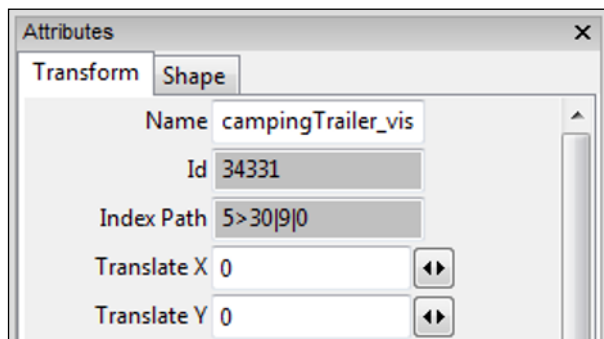 Attributes
Transform Shape
Name campingTrailer_vis
Id 34331
Index Path 5>30|9|0
Translate X 0
Translate Y 0